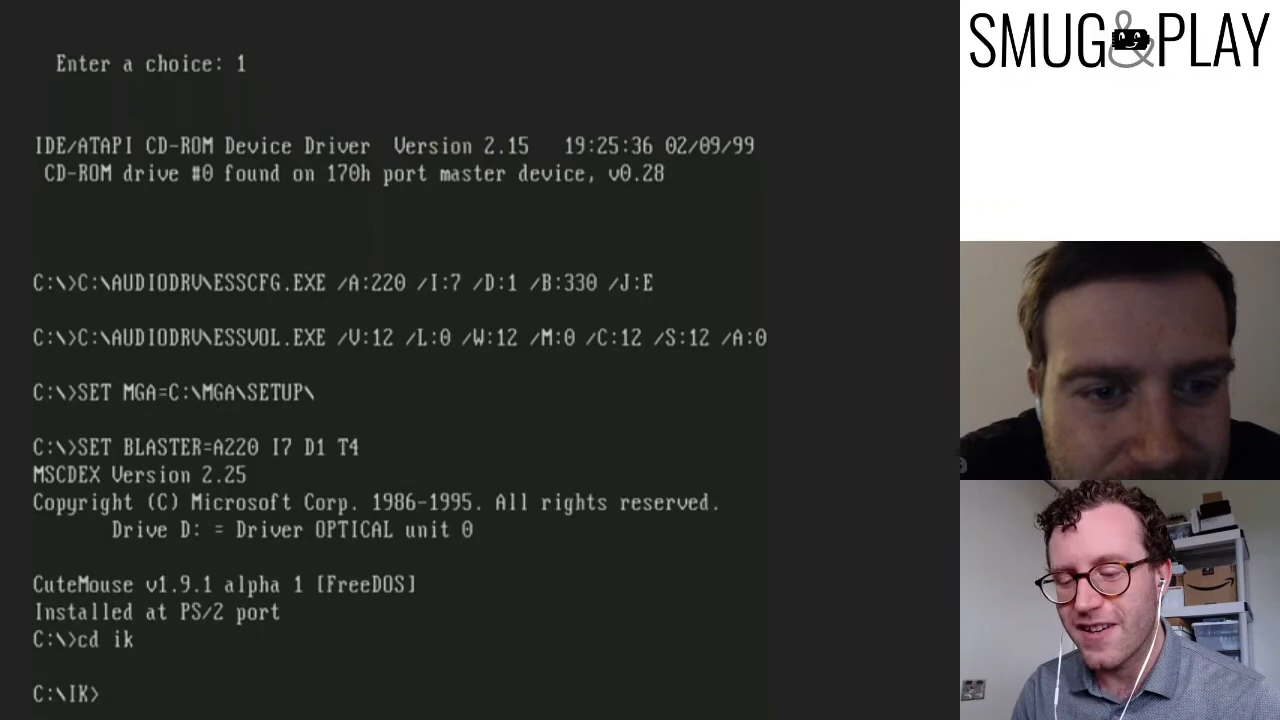 Enter a choice: 1
IDE/ATAPI CD-ROM Device Driver  Version 2.15   19:25:36 02/09/99
CD-ROM drive #0 found on 170h port master device, v0.28
C:\>C:\AUDIODRV\ESSCFG.EXE /A:220 /I:7 /D:1 /B:330 /J:E
C:\>C:\AUDIODRV\ESSVOL.EXE /V:12 /L:0 /W:12 /M:0 /C:12 /S:12 /A:0
C:\>SET MGA=C:\MGA\SETUP\
C:\>SET BLASTER=A220 I7 D1 T4
MSCDEX Version 2.25
Copyright (C) Microsoft Corp. 1986-1995. All rights reserved.
Drive D: = Driver OPTICAL unit 0
CuteMouse v1.9.1 alpha 1 [FreeDOS]
Installed at PS/2 port
C:\>cd ik
C:\IK>
SMUG&PLAY